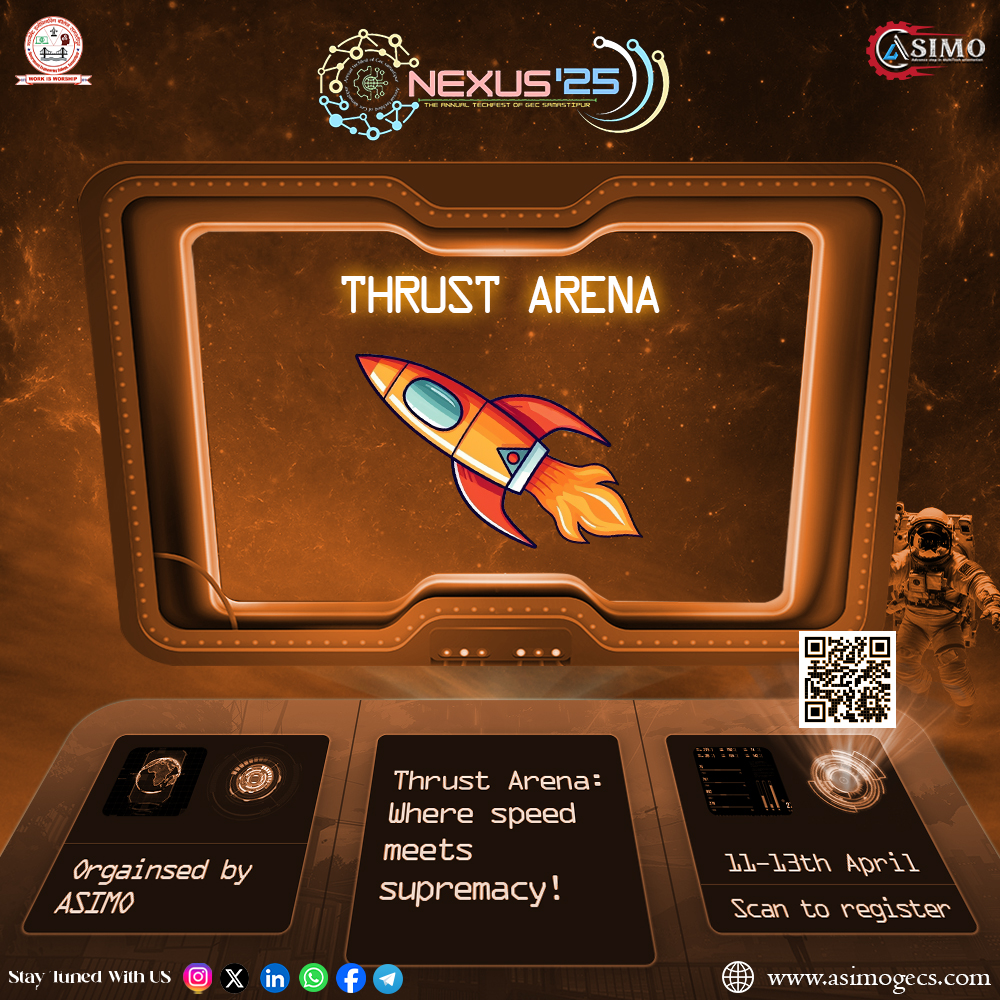 WORK IS WORSHIP
NEXUS'25
THE ANNUAL TECHFEST OF GEC SAMASTIPUR
ASIMO
THRUST ARENA
Thrust Arena:
Where speed
meets
supremacy!
Orgainsed by
ASIMO
11-13th April
Scan to register
Stay Tuned With US
www.asimogecs.com